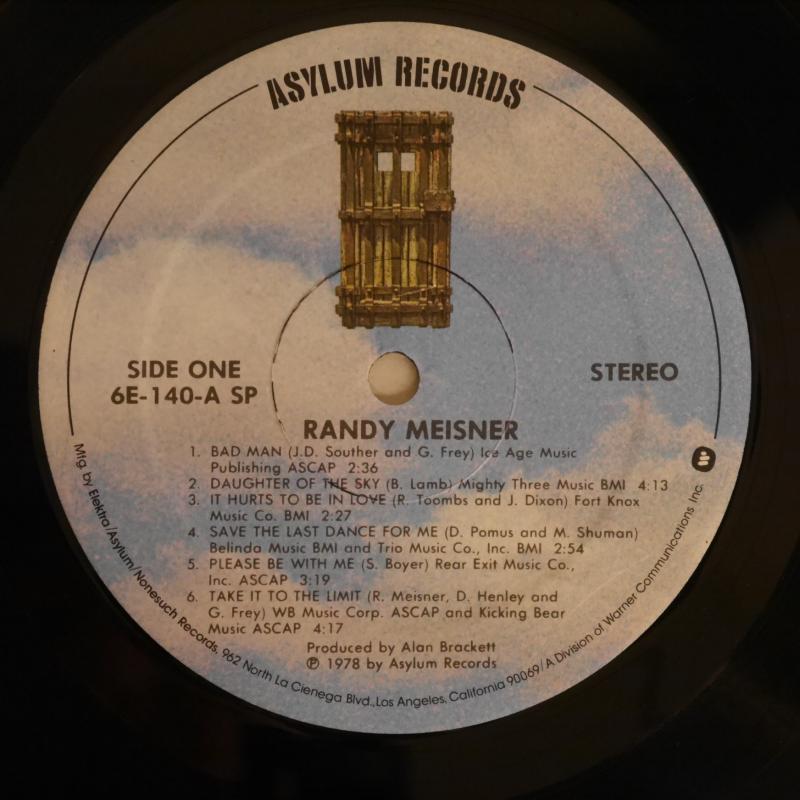 ASYLUM RECORDS
SIDE ONE
6E-140-A SP
STEREO
RANDY MEISNER
1. BAD MAN (J.D. Souther and G. Frey) Ice Age Music
Publishing ASCAP 2:36
2. DAUGHTER OF THE SKY (B. Lamb) Mighty Three Music BMI 4:13
3. IT HURTS TO BE IN LOVE (R. Toombs and J. Dixon) Fort Knox
Music Co. BMI 2:27
4. SAVE THE LAST DANCE FOR ME (D. Pomus and M. Shuman)
Belinda Music BMI and Trio Music Co., Inc. BMI 2:54
5. PLEASE BE WITH ME (S. Boyer) Rear Exit Music Co.,
Inc. ASCAP 3:19
6. TAKE IT TO THE LIMIT (R. Meisner, D. Henley and
G. Frey) WB Music Corp. ASCAP and Kicking Bear
Music ASCAP 4:17
Produced by Alan Brackett
℗ 1978 by Asylum Records
Mfg. by Elektra/Asylum/Nonesuch Records, 962 North La Cienega Blvd., Los Angeles, California 90069/A Division of Warner Communications Inc.